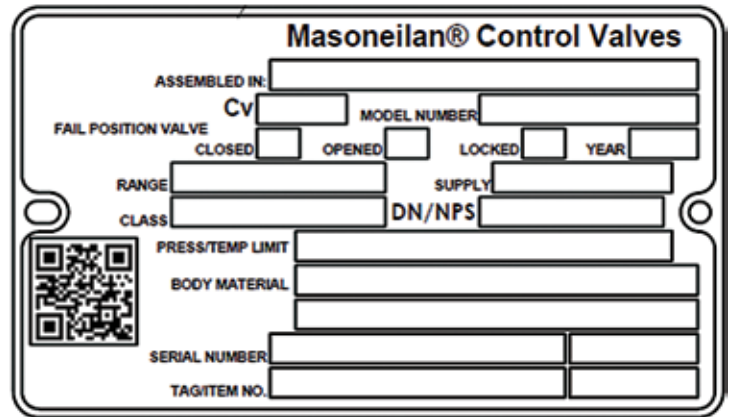 Masoneilan® Control Valves
ASSEMBLED IN:
Cv MODEL NUMBER
FAIL POSITION VALVE
CLOSED OPENED LOCKED YEAR
RANGE SUPPLY
CLASS DN/NPS
PRESS/TEMP LIMIT
BODY MATERIAL
SERIAL NUMBER
TAG/ITEM NO.